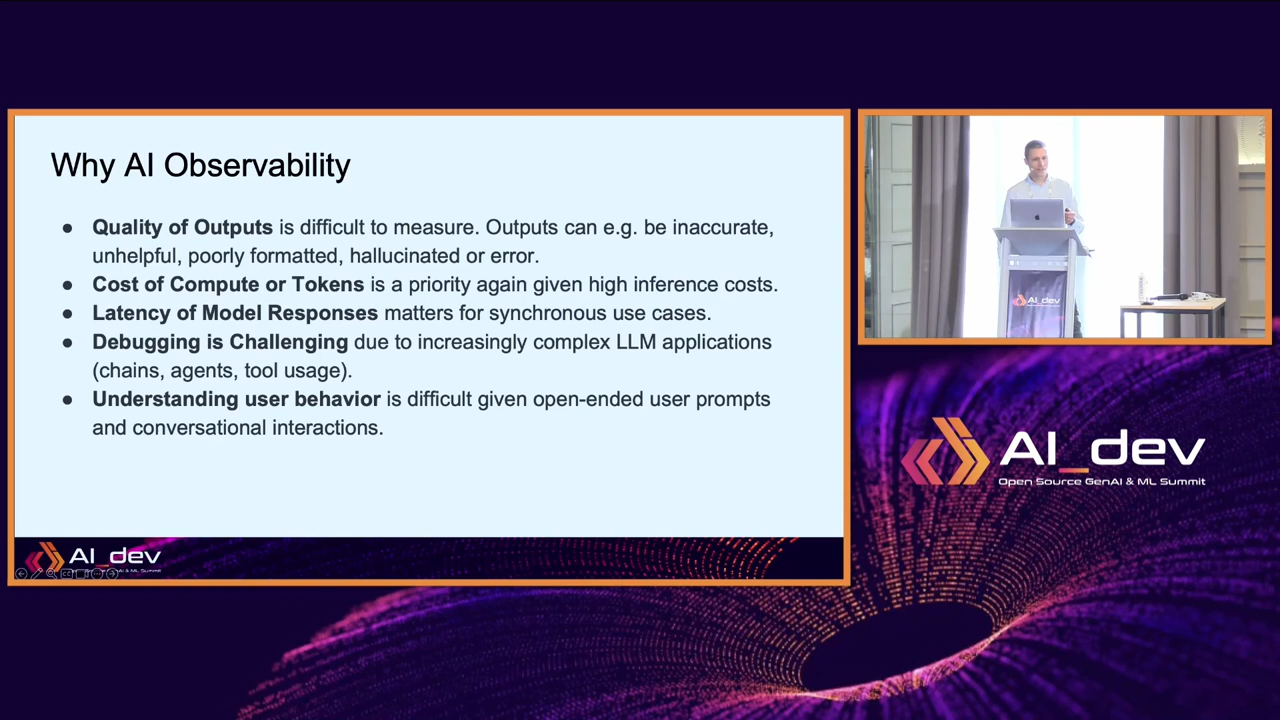 Why AI Observability
● Quality of Outputs is difficult to measure. Outputs can e.g. be inaccurate,
unhelpful, poorly formatted, hallucinated or error.
● Cost of Compute or Tokens is a priority again given high inference costs.
● Latency of Model Responses matters for synchronous use cases.
● Debugging is Challenging due to increasingly complex LLM applications
(chains, agents, tool usage).
● Understanding user behavior is difficult given open-ended user prompts
and conversational interactions.
AI_dev
AI_dev
AI_dev
Open Source GenAI & ML Summit